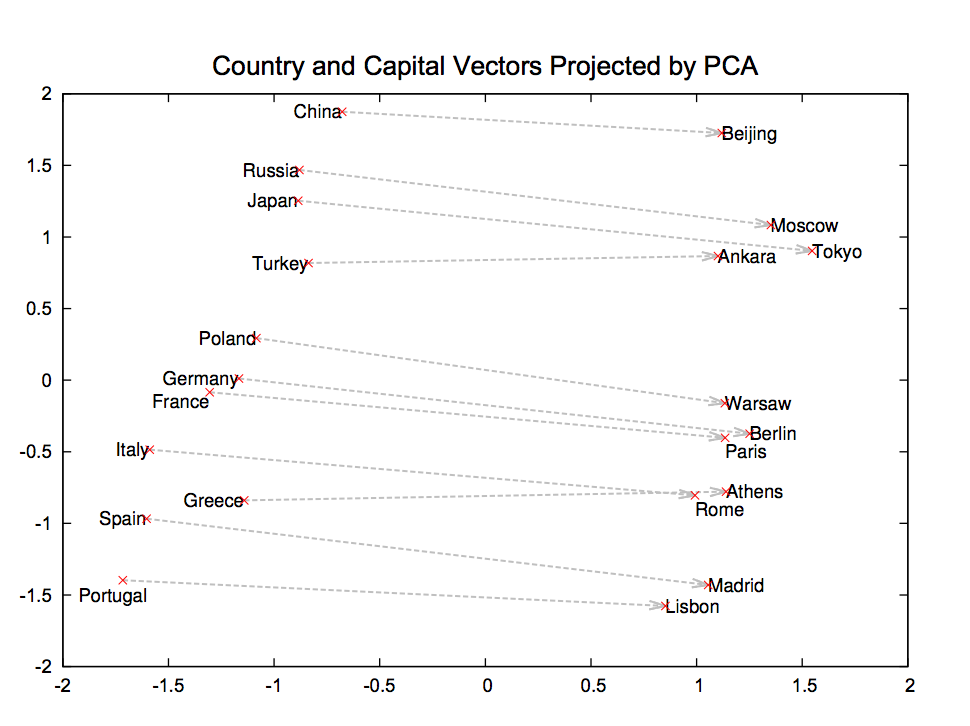 Country and Capital Vectors Projected by PCA
2
China
Beijing
1.5
Russia
Japan
Moscow
1
Tokyo
Ankara
Turkey
0.5
Poland
0
Germany
France
Warsaw
Berlin
-0.5
Italy
Paris
Athens
Greece
Rome
-1
Spain
Madrid
-1.5
Portugal
Lisbon
-2
-2 -1.5 -1 -0.5 0 0.5 1 1.5 2